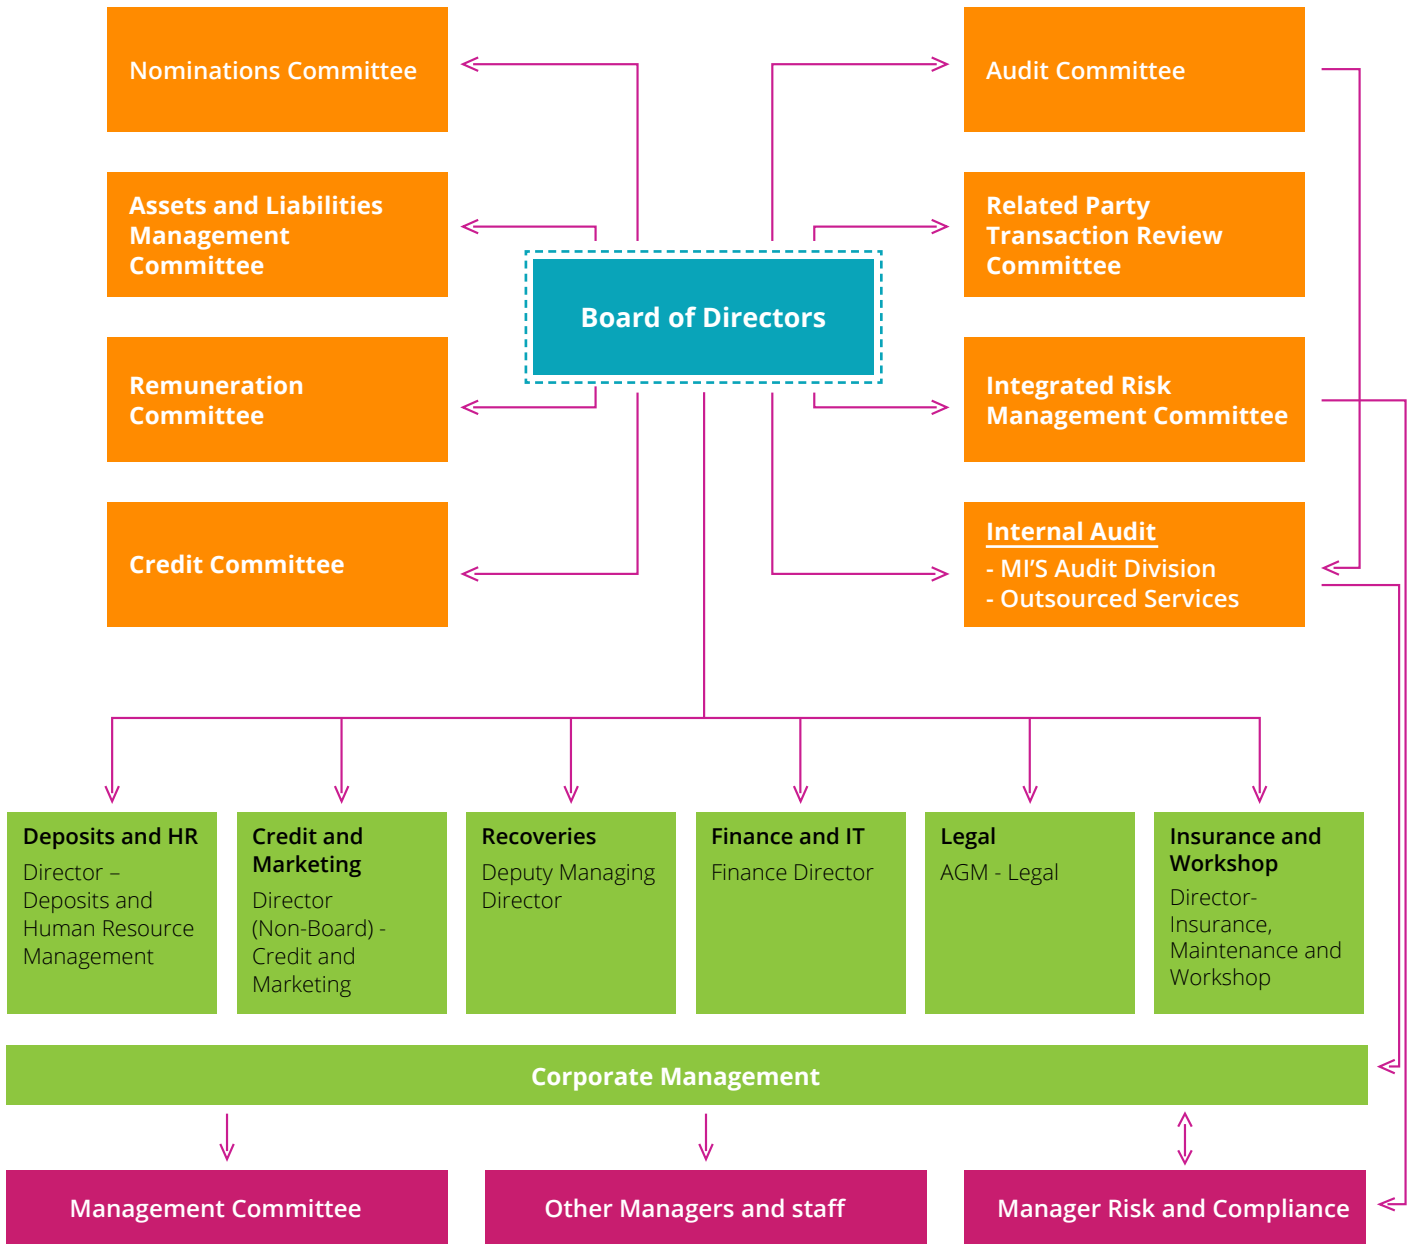 Nominations Committee
Audit Committee
Assets and Liabilities
Management
Committee
Related Party
Transaction Review
Committee
Board of Directors
Remuneration
Committee
Integrated Risk
Management Committee
Credit Committee
Internal Audit
- MI’S Audit Division
- Outsourced Services
Deposits and HR
Director –
Deposits and
Human Resource
Management
Credit and
Marketing
Director
(Non-Board) -
Credit and
Marketing
Recoveries
Deputy Managing
Director
Finance and IT
Finance Director
Legal
AGM - Legal
Insurance and
Workshop
Director-
Insurance,
Maintenance and
Workshop
Corporate Management
Management Committee
Other Managers and staff
Manager Risk and Compliance